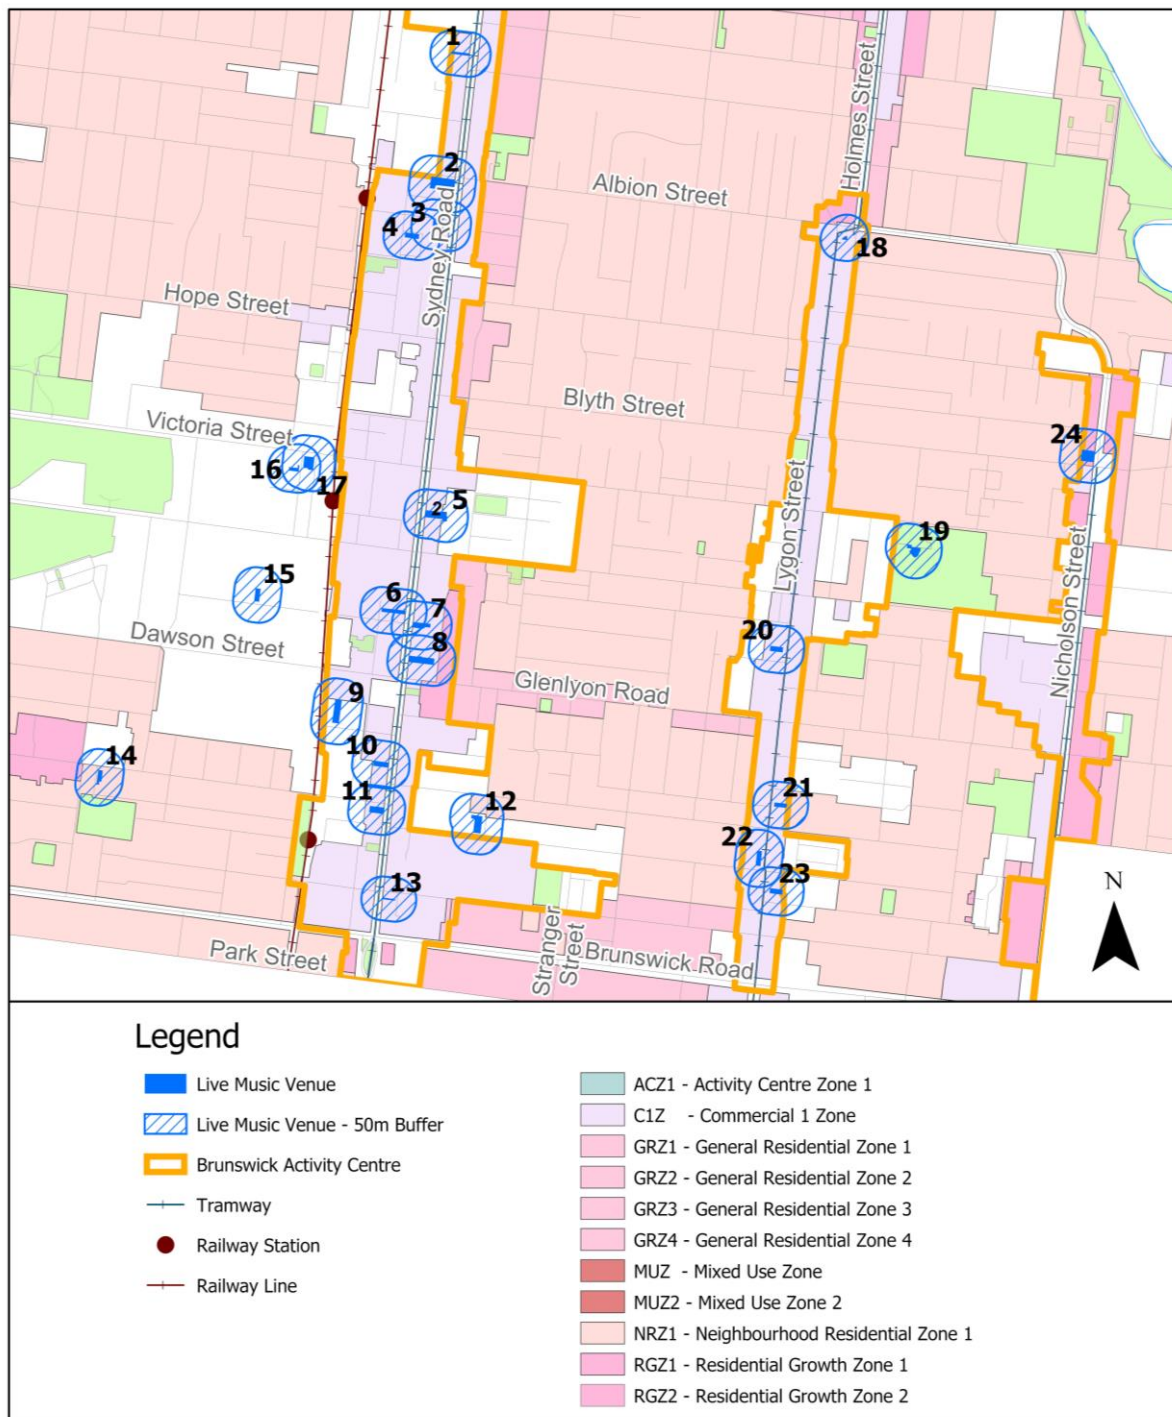 1
2
3
4
Sydney Road
Albion Street
Holmes Street
18
Hope Street
Blyth Street
Victoria Street
16
17
2
5
Lygon Street
24
19
15
6
7
8
Dawson Street
20
Nicholson Street
Glenlyon Road
9
10
11
14
12
21
22
23
13
Stranger
Street
Park Street
Brunswick Road
N
Legend
Live Music Venue
Live Music Venue - 50m Buffer
Brunswick Activity Centre
Tramway
Railway Station
Railway Line
ACZ1 - Activity Centre Zone 1
C1Z - Commercial 1 Zone
GRZ1 - General Residential Zone 1
GRZ2 - General Residential Zone 2
GRZ3 - General Residential Zone 3
GRZ4 - General Residential Zone 4
MUZ - Mixed Use Zone
MUZ2 - Mixed Use Zone 2
NRZ1 - Neighbourhood Residential Zone 1
RGZ1 - Residential Growth Zone 1
RGZ2 - Residential Growth Zone 2